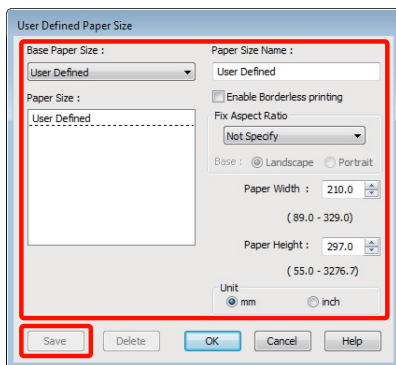 User Defined Paper Size
Base Paper Size :
User Defined
Paper Size :
User Defined
Paper Size Name :
User Defined
Enable Borderless printing
Fix Aspect Ratio
Not Specify
Base : Landscape Portrait
Paper Width : 210.0
( 89.0 - 329.0)
Paper Height : 297.0
( 55.0 - 3276.7)
Unit
mm inch
Save Delete OK Cancel Help